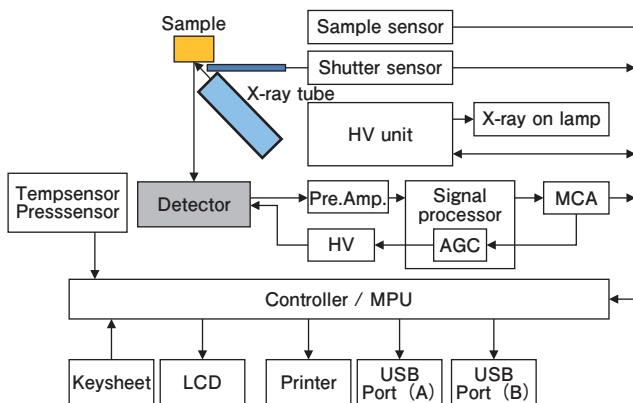 Sample
Sample sensor
Shutter sensor
X-ray tube
HV unit
X-ray on lamp
Tempsensor
Presssensor
Detector
Pre.Amp.
Signal
processor
MCA
HV
AGC
Controller / MPU
Keysheet
LCD
Printer
USB
Port（A）
USB
Port（B）